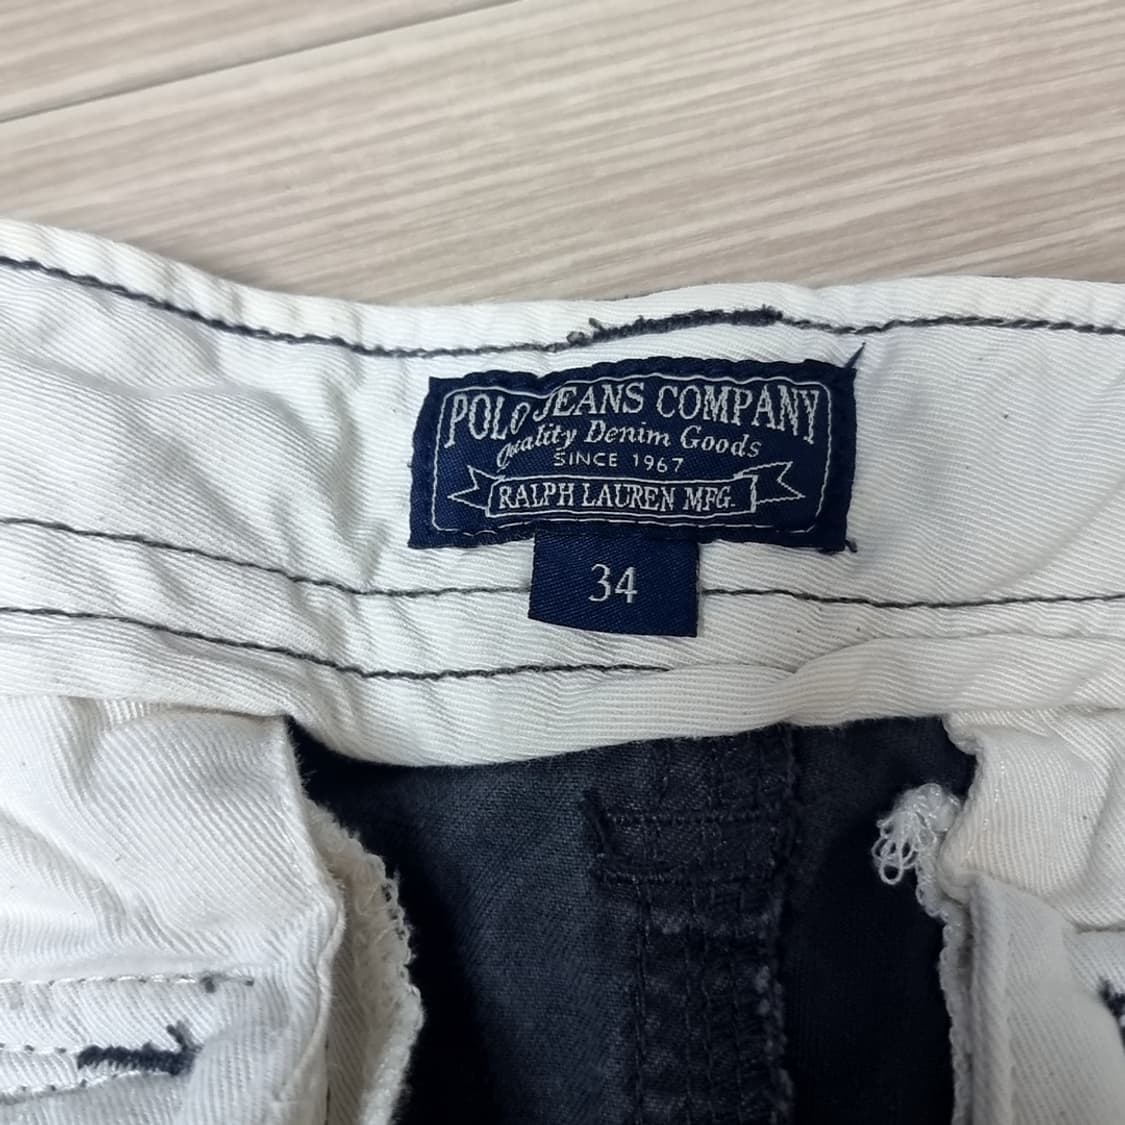 POLO JEANS COMPANY
Quality Denim Goods
SINCE 1967
RALPH LAUREN MFG.
34